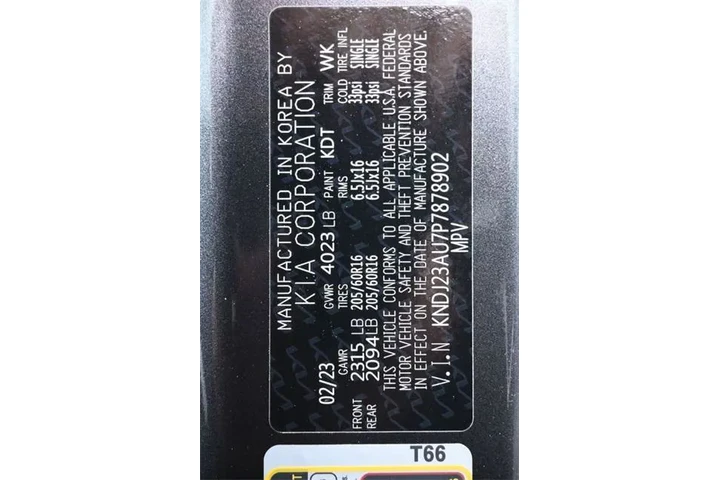 MANUFACTURED IN KOREA BY
KIA CORPORATION
02/23 GVWR 4023 LB PAINT KDT TRIM WK
GAWR TIRES RIMS COLD TIRE INFL
FRONT 2315 LB 205/60R16 6.5Jx16 33psi SINGLE
REAR 2094LB 205/60R16 6.5Jx16 33psi SINGLE
THIS VEHICLE CONFORMS TO ALL APPLICABLE U.S.A. FEDERAL
MOTOR VEHICLE SAFETY AND THEFT PREVENTION STANDARDS
IN EFFECT ON THE DATE OF MANUFACTURE SHOWN ABOVE.
V.I.N KNDJ23AU7P7878902
MPV
T66